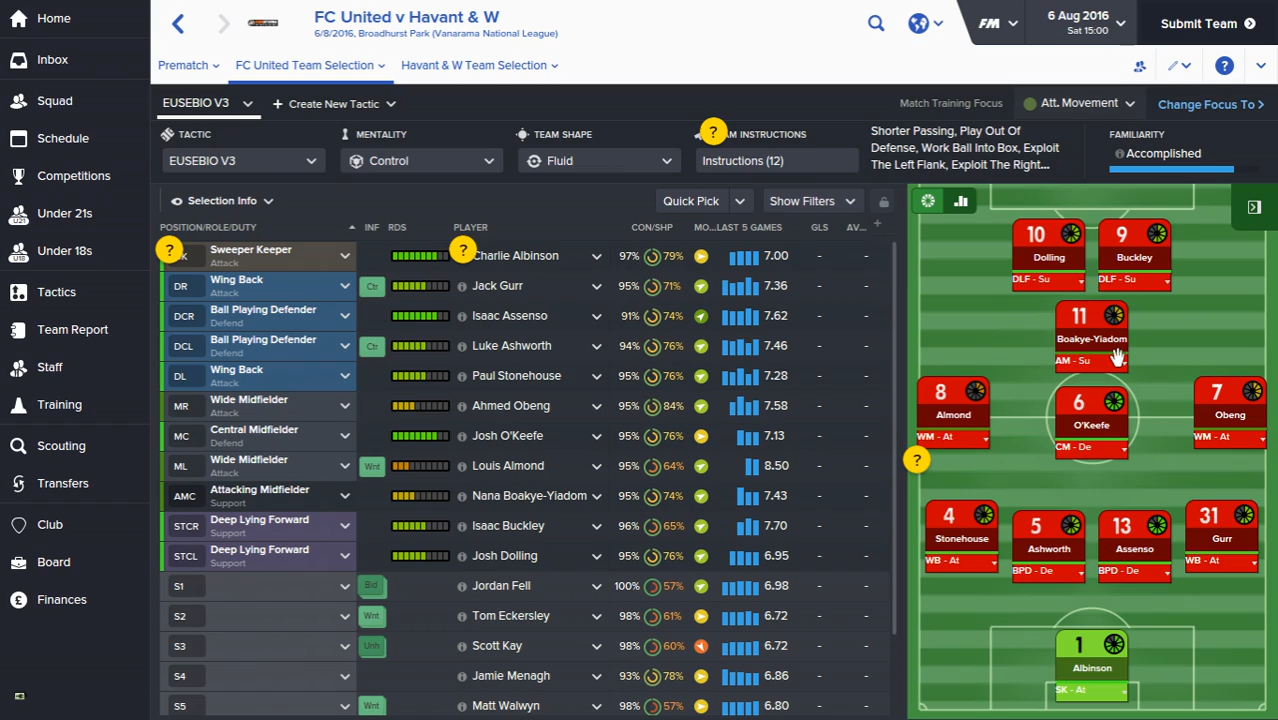 Home
Inbox
Squad
Schedule
Competitions
Under 21s
Under 18s
Tactics
Team Report
Staff
Training
Scouting
Transfers
Club
Board
Finances
FC United v Havant & W
6/8/2016, Broadhurst Park (Vanarama National League)
FM
6 Aug 2016
Sat 15:00
Submit Team
Prematch
FC United Team Selection
Havant & W Team Selection
?
EUSEBIO V3
+ Create New Tactic
Match Training Focus
Att. Movement
Change Focus To >
TACTIC
MENTALITY
TEAM SHAPE
? AM INSTRUCTIONS
EUSEBIO V3
Control
Fluid
Instructions (12)
Shorter Passing, Play Out Of
Defense, Work Ball Into Box, Exploit
The Left Flank, Exploit The Right...
FAMILIARITY
Accomplished
Selection Info
Quick Pick
Show Filters
POSITION/ROLE/DUTY INF RDS PLAYER CON/SHP MO... LAST 5 GAMES GLS AV...
? K Sweeper Keeper Attack ? Charlie Albinson 97% 79% 7.00 - -
DR Wing Back Attack Ctr Jack Gurr 95% 71% 7.36 - -
DCR Ball Playing Defender Defend Isaac Assenso 91% 74% 7.62 - -
DCL Ball Playing Defender Defend Ctr Luke Ashworth 94% 76% 7.46 - -
DL Wing Back Attack Paul Stonehouse 95% 76% 7.28 - -
MR Wide Midfielder Attack Ahmed Obeng 95% 84% 7.58 - -
MC Central Midfielder Defend Josh O'Keefe 95% 76% 7.13 - -
ML Wide Midfielder Attack Wnt Louis Almond 95% 64% 8.50 - -
AMC Attacking Midfielder Support Nana Boakye-Yiadom 95% 74% 7.43 - -
STCR Deep Lying Forward Support Isaac Buckley 96% 65% 7.70 - -
STCL Deep Lying Forward Support Josh Dolling 95% 76% 6.95 - -
S1 Bid Jordan Fell 100% 57% 6.98 - -
S2 Wnt Tom Eckersley 98% 61% 6.72 - -
S3 Unh Scott Kay 98% 60% 6.72 - -
S4 Jamie Menagh 93% 78% 6.86 - -
S5 Wnt Matt Walwyn 98% 57% 6.80 - -
10 9
Dolling Buckley
DLF - Su DLF - Su
11
Boakye-Yiadom
AM - Su
8 6 7
Almond O'Keefe Obeng
WM - At CM - De WM - At
?
4 5 13 31
Stonehouse Ashworth Assenso Gurr
WB - At BPD - De BPD - De WB - At
1
Albinson
SK - At